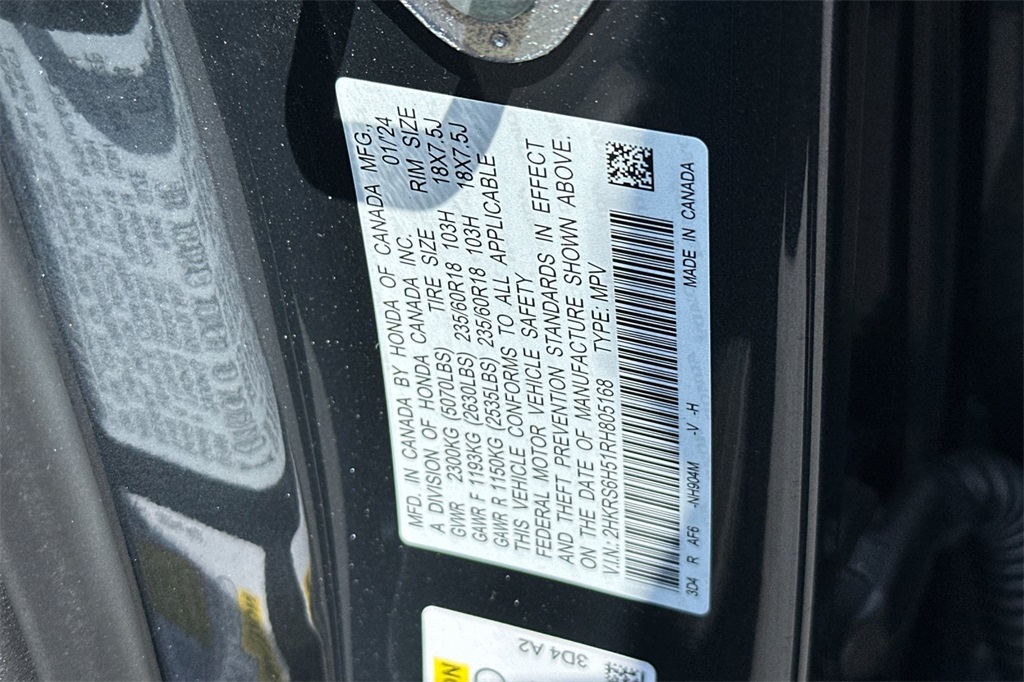 MFD. IN CANADA BY HONDA OF CANADA MFG.,
A DIVISION OF HONDA CANADA INC. 01/'24
TIRE SIZE RIM SIZE
GVWR 2300KG (5070LBS)
GAWR F 1193KG (2630LBS) 235/60R18 103H 18X7.5J
GAWR R 1150KG (2535LBS) 235/60R18 103H 18X7.5J
THIS VEHICLE CONFORMS TO ALL APPLICABLE
FEDERAL MOTOR VEHICLE SAFETY
AND THEFT PREVENTION STANDARDS IN EFFECT
ON THE DATE OF MANUFACTURE SHOWN ABOVE.
V.I.N.:2HKRS6H51RH805168 TYPE:MPV
3D4 R AF6 -NH904M -V -H MADE IN CANADA
3D4 A2